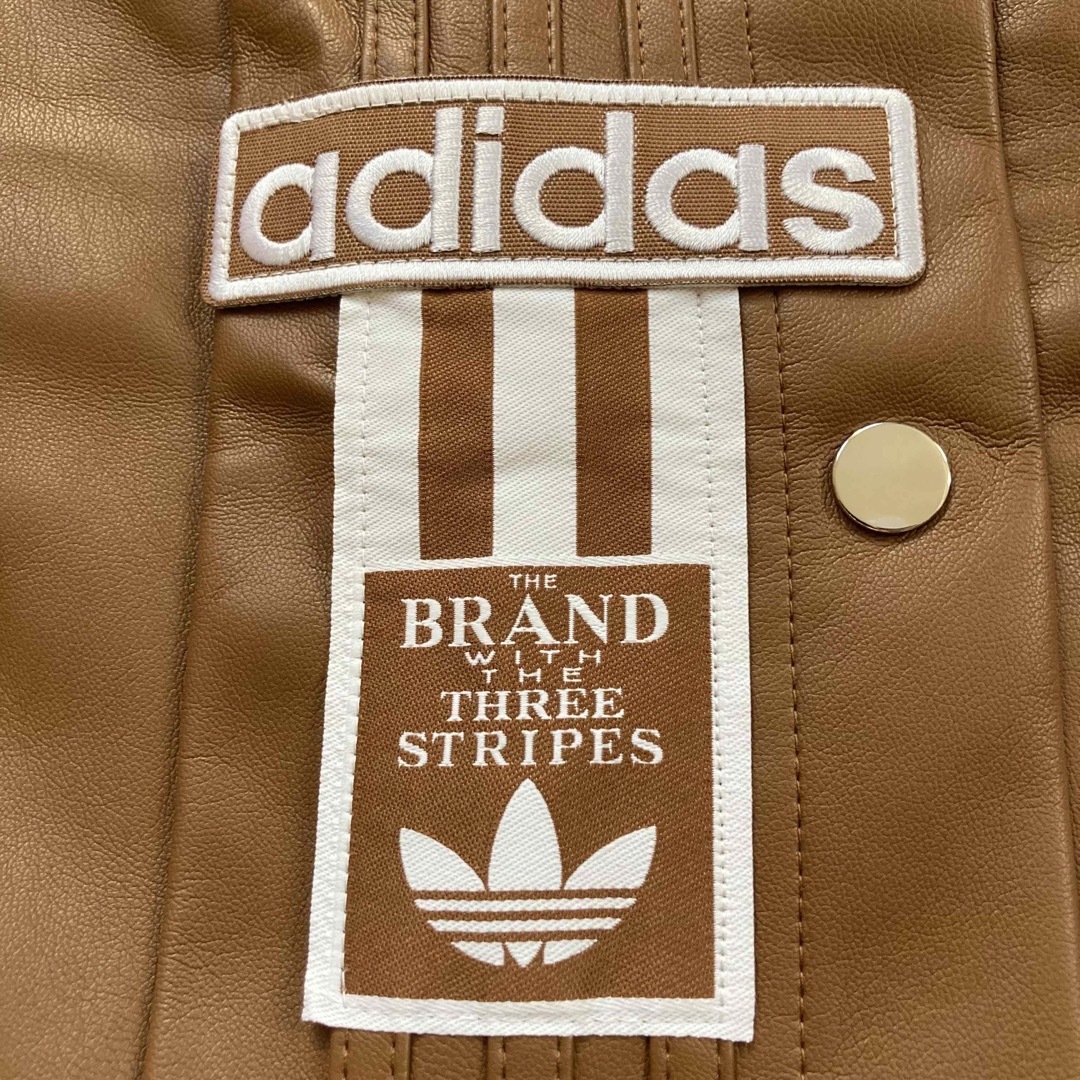 adidas
THE
BRAND
WITH
THE
THREE
STRIPES